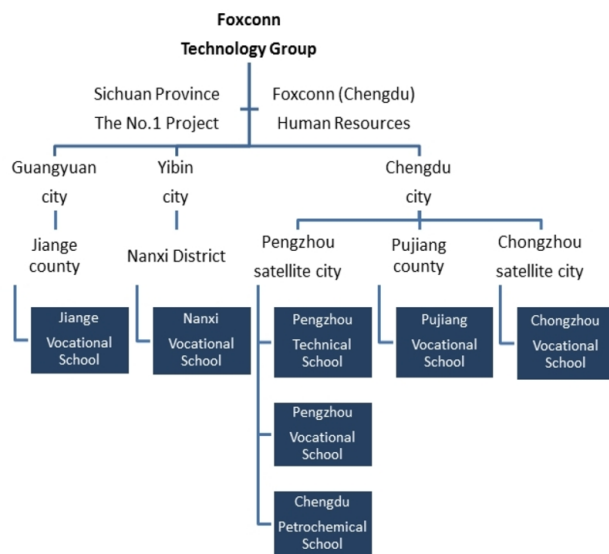 Foxconn
Technology Group
Sichuan Province
The No.1 Project
Foxconn (Chengdu)
Human Resources
Guangyuan
city
Yibin
city
Chengdu
city
Jiange
county
Nanxi District
Pengzhou
satellite city
Pujiang
county
Chongzhou
satellite city
Jiange
Vocational
School
Nanxi
Vocational
School
Pengzhou
Technical
School
Pujiang
Vocational
School
Chongzhou
Vocational
School
Pengzhou
Vocational
School
Chengdu
Petrochemical
School